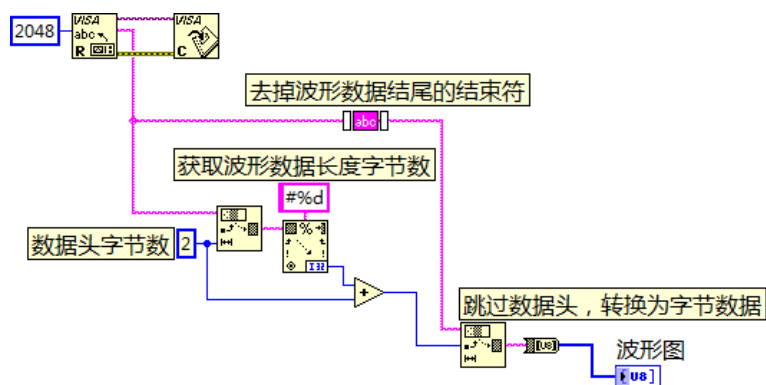 2048
VISA
abc
R
VISA
C
去掉波形数据结尾的结束符
abc
获取波形数据长度字节数
#%d
%
I32
数据头字节数
2
+
跳过数据头，转换为字节数据
[U8]
波形图
U8]